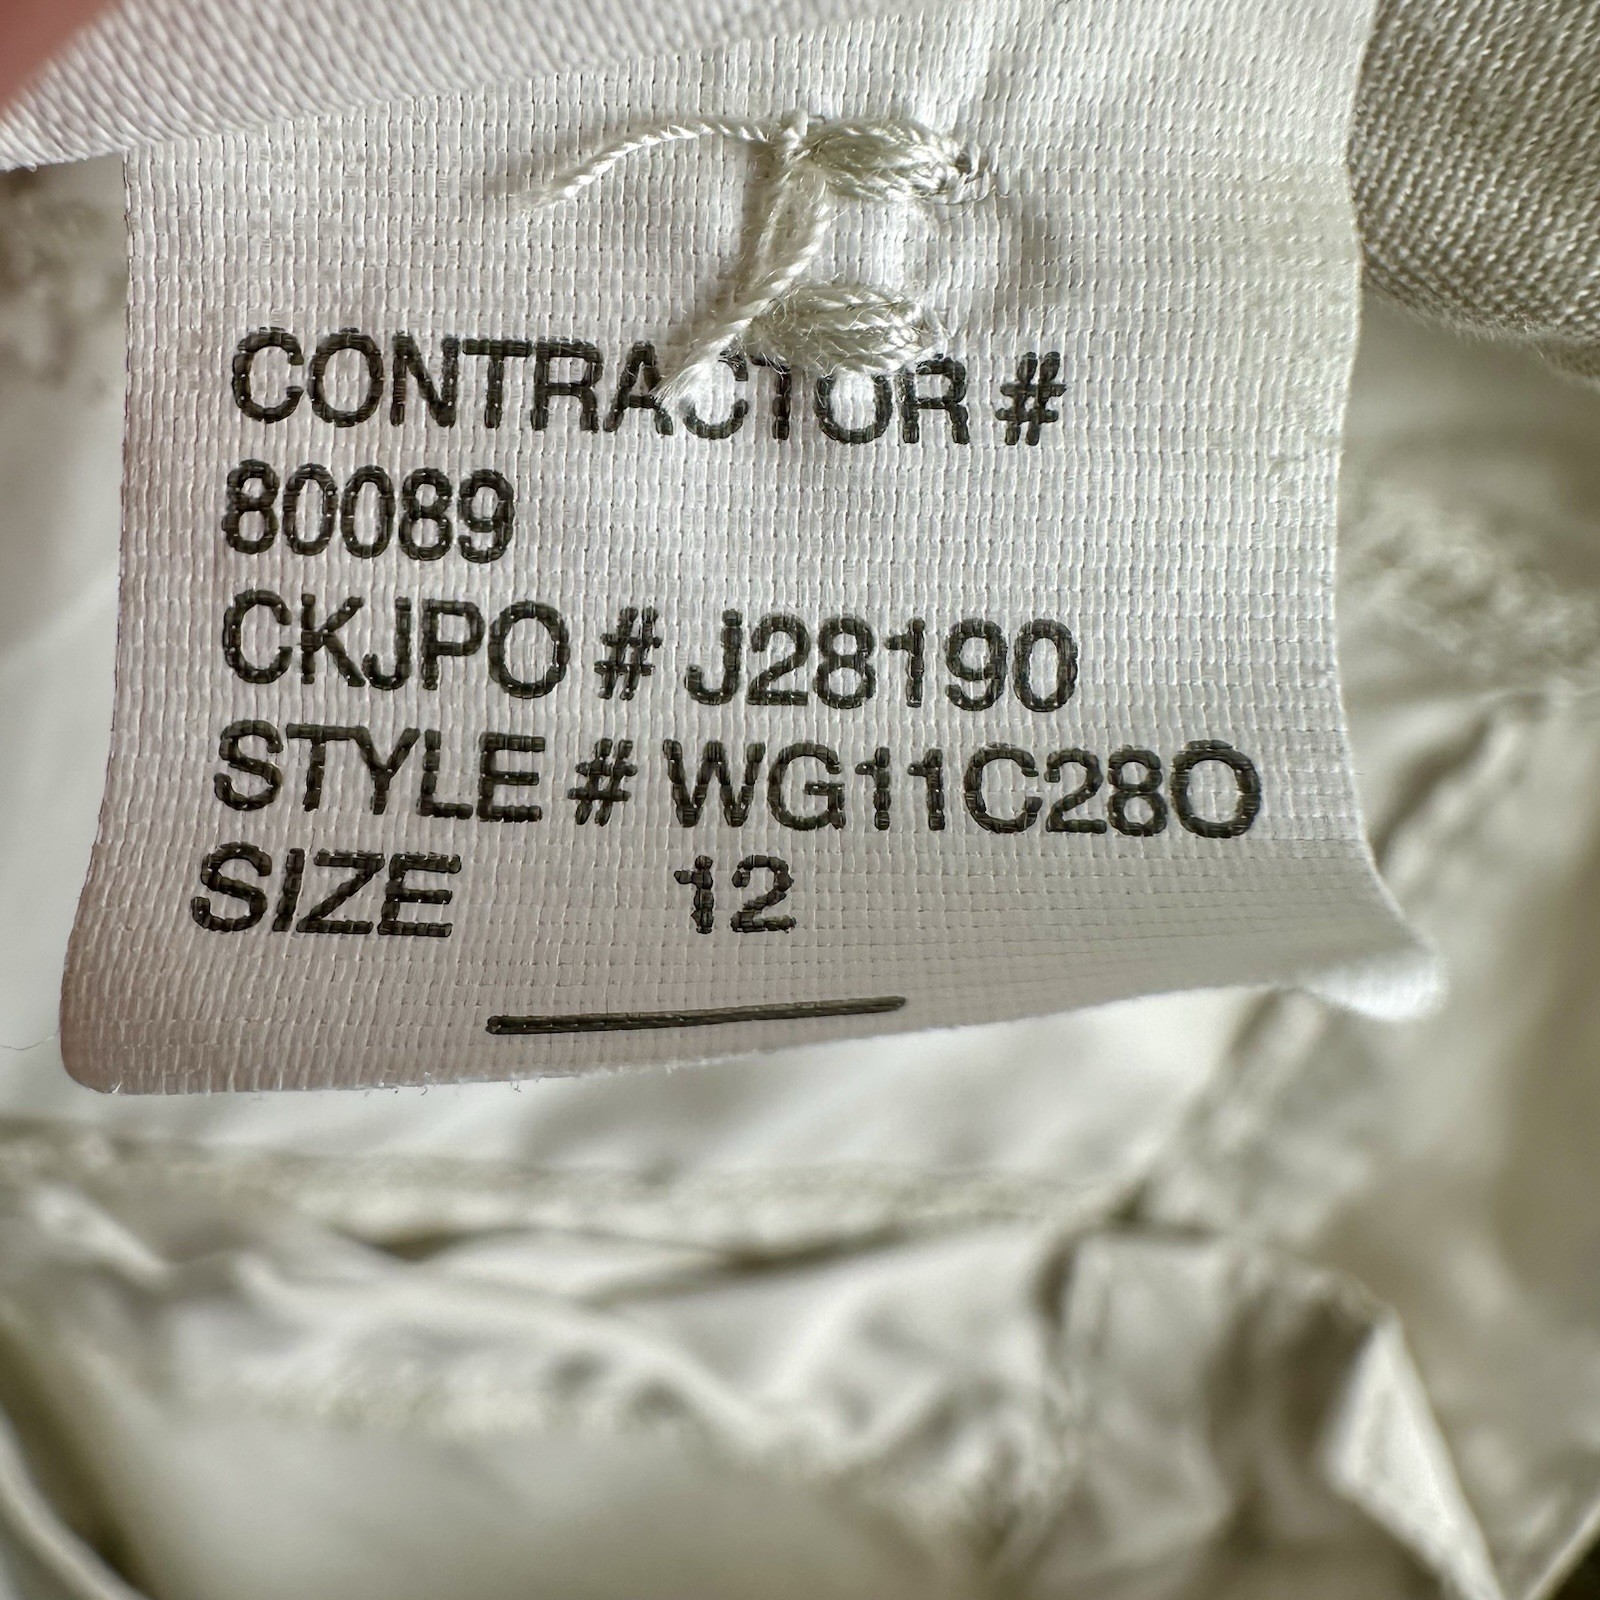 CONTRACTOR #
80089
CKJPO # J28190
STYLE # WG11C28O
SIZE 12